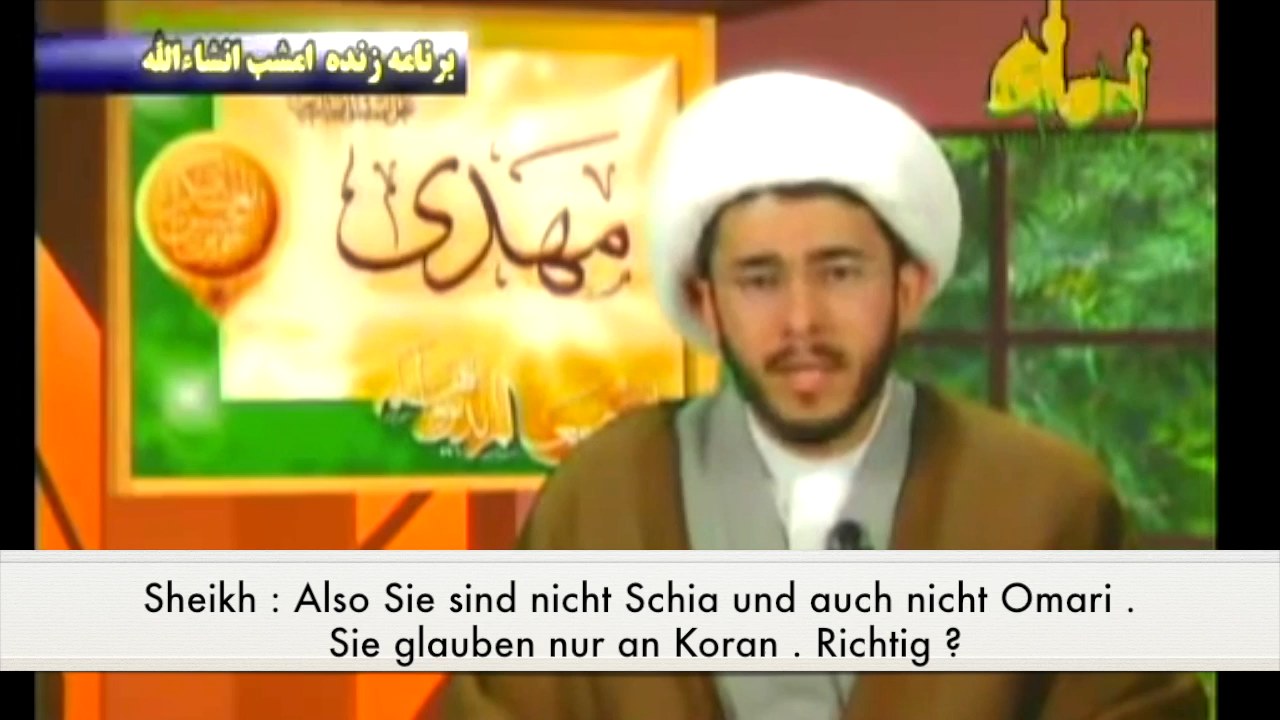 برنامه زنده امشب انشاءالله
مهدی
Sheikh : Also Sie sind nicht Schia und auch nicht Omari .
Sie glauben nur an Koran . Richtig ?